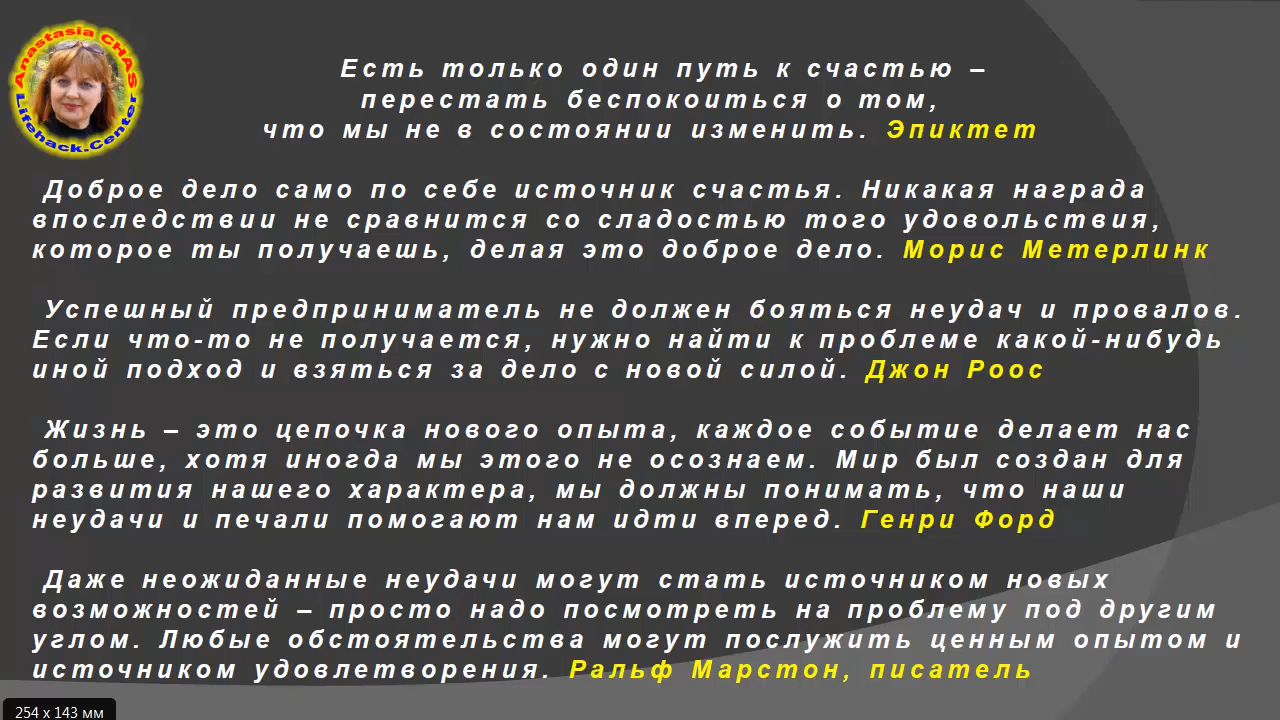 Anastasia CHAS
Lifehack.Center
Есть только один путь к счастью –
перестать беспокоиться о том,
что мы не в состоянии изменить. Эпиктет
Доброе дело само по себе источник счастья. Никакая награда
впоследствии не сравнится со сладостью того удовольствия,
которое ты получаешь, делая это доброе дело. Морис Метерлинк
Успешный предприниматель не должен бояться неудач и провалов.
Если что-то не получается, нужно найти к проблеме какой-нибудь
иной подход и взяться за дело с новой силой. Джон Роос
Жизнь – это цепочка нового опыта, каждое событие делает нас
больше, хотя иногда мы этого не осознаем. Мир был создан для
развития нашего характера, мы должны понимать, что наши
неудачи и печали помогают нам идти вперед. Генри Форд
Даже неожиданные неудачи могут стать источником новых
возможностей – просто надо посмотреть на проблему под другим
углом. Любые обстоятельства могут послужить ценным опытом и
источником удовлетворения. Ральф Марстон, писатель
254 x 143 мм